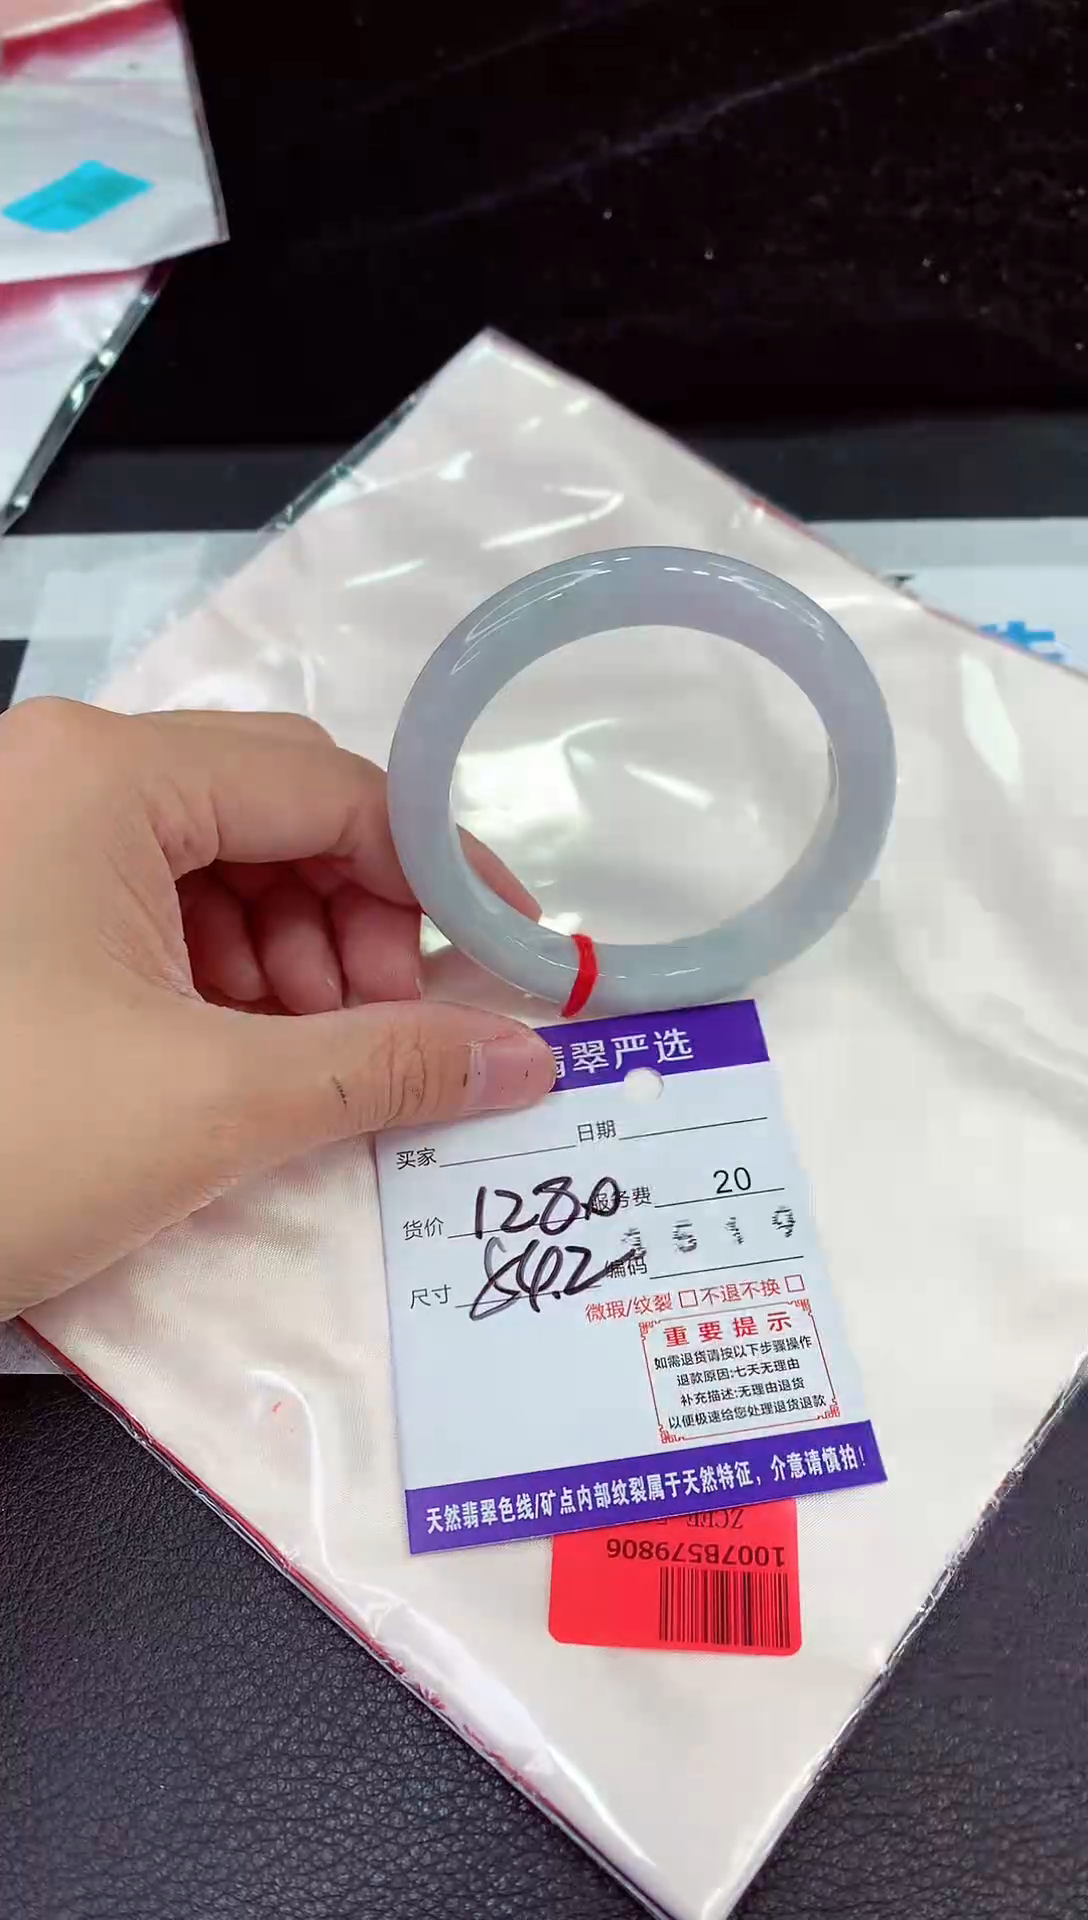 翠严选
买家 日期
货价 1280 服务费 20
尺寸 54.2 编码 1519
微瑕/纹裂 □不退不换 □
重要提示
如需退货请按以下步骤操作
退款原因:七天无理由
补充描述:无理由退货
以便极速给您处理退货退款
天然翡翠色线/矿点内部纹裂属于天然特征，介意请慎拍!
1007B579806